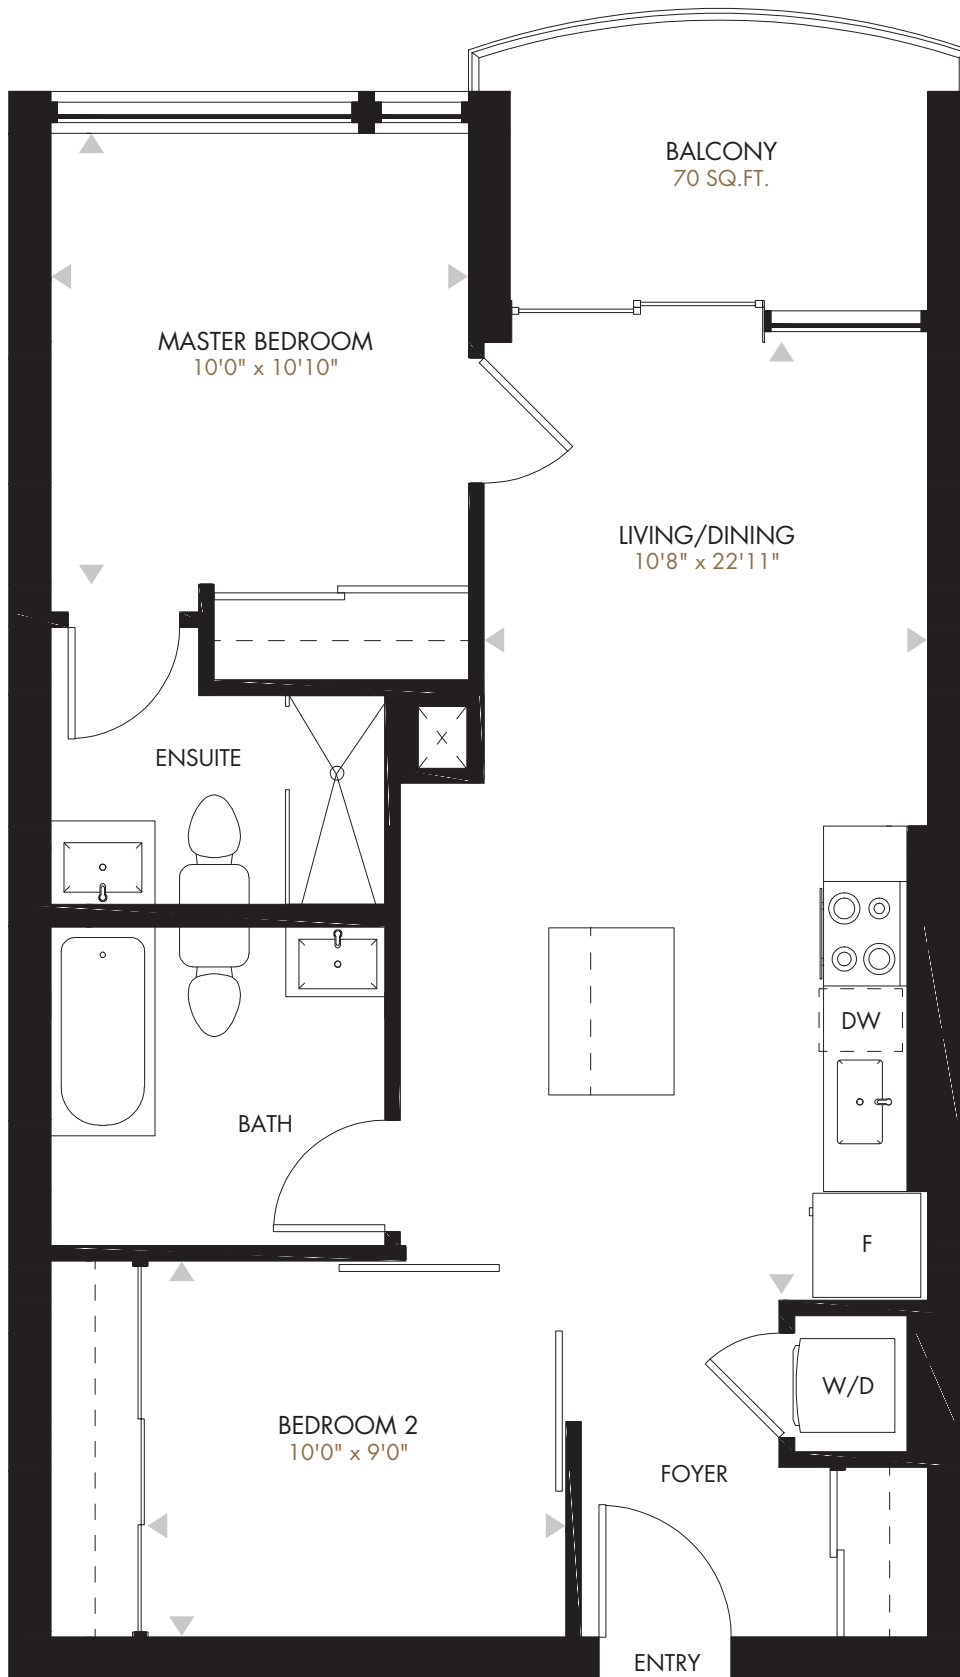 BALCONY
70 SQ.FT.
MASTER BEDROOM
10'0" x 10'10"
LIVING/DINING
10'8" x 22'11"
ENSUITE
X
DW
BATH
F
W/D
BEDROOM 2
10'0" x 9'0"
FOYER
ENTRY